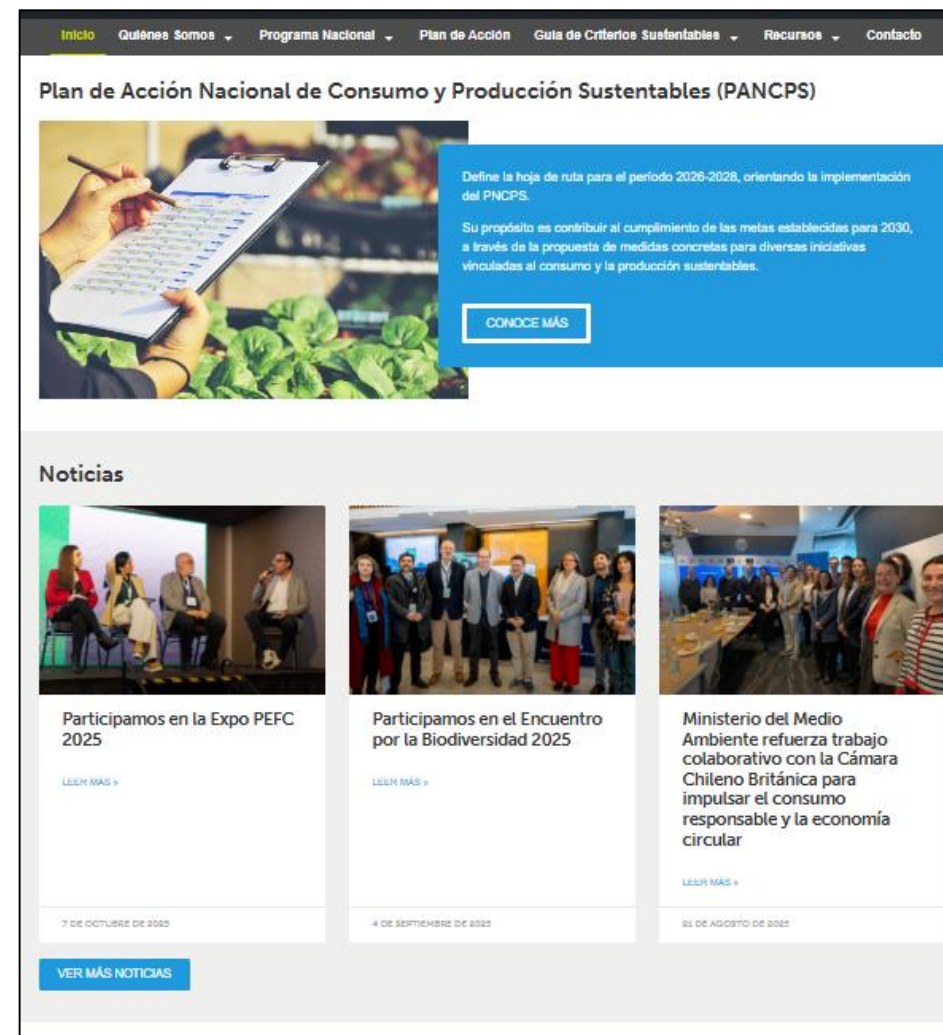 Inicio Quiénes Somos Programa Nacional Plan de Acción Guía de Criterios Sustentables Recursos Contacto
Plan de Acción Nacional de Consumo y Producción Sustentables (PANCPS)
Define la hoja de ruta para el período 2026-2028, orientando la implementación
del PNCPS.
Su propósito es contribuir al cumplimiento de las metas establecidas para 2030,
a través de la propuesta de medidas concretas para diversas iniciativas
vinculadas al consumo y la producción sustentables.
CONOCE MÁS
Noticias
Participamos en la Expo PEFC
2025
LEER MÁS »
7 DE OCTUBRE DE 2025
Participamos en el Encuentro
por la Biodiversidad 2025
LEER MÁS »
4 DE SEPTIEMBRE DE 2025
Ministerio del Medio
Ambiente refuerza trabajo
colaborativo con la Cámara
Chileno Británica para
impulsar el consumo
responsable y la economía
circular
LEER MÁS »
21 DE AGOSTO DE 2025
VER MÁS NOTICIAS